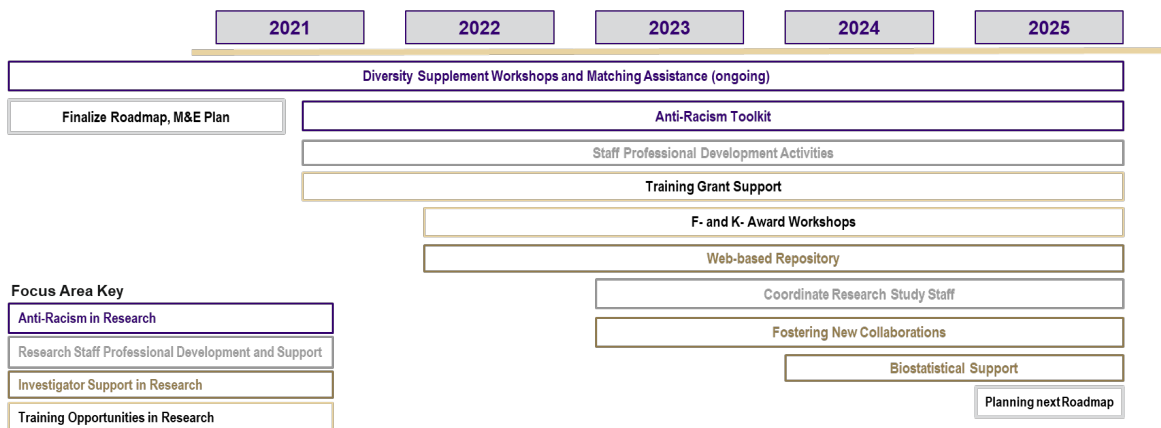 2021 2022 2023 2024 2025
Diversity Supplement Workshops and Matching Assistance (ongoing)
Finalize Roadmap, M&E Plan
Anti-Racism Toolkit
Staff Professional Development Activities
Training Grant Support
F- and K- Award Workshops
Web-based Repository
Coordinate Research Study Staff
Fostering New Collaborations
Biostatistical Support
Planning next Roadmap
Focus Area Key
Anti-Racism in Research
Research Staff Professional Development and Support
Investigator Support in Research
Training Opportunities in Research